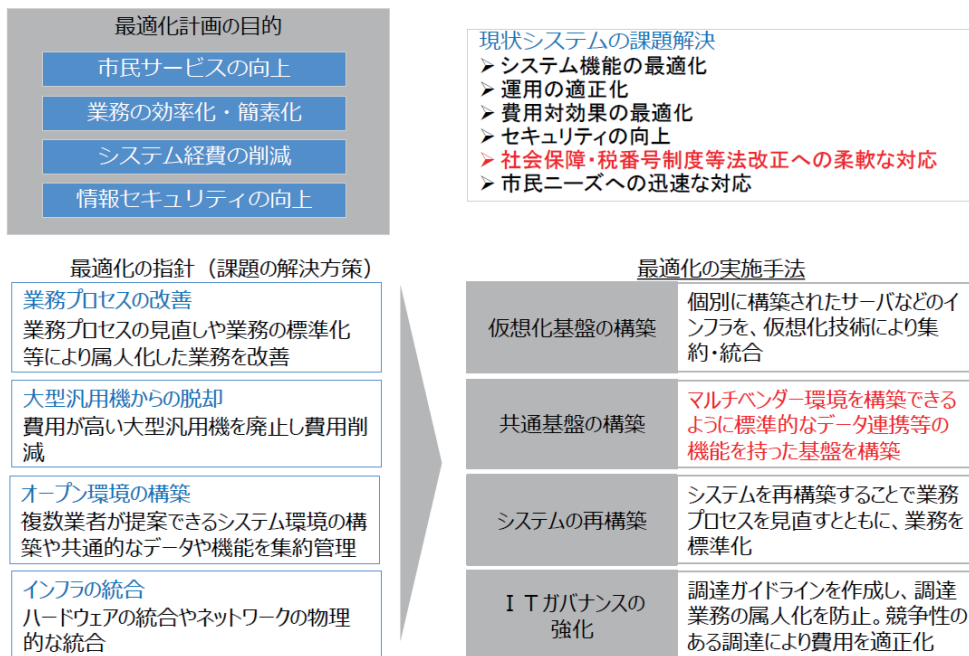 最適化計画の目的
市民サービスの向上
業務の効率化・簡素化
システム経費の削減
情報セキュリティの向上
現状システムの課題解決
➢ システム機能の最適化
➢ 運用の適正化
➢ 費用対効果の最適化
➢ セキュリティの向上
➢ 社会保障・税番号制度等法改正への柔軟な対応
➢ 市民ニーズへの迅速な対応
最適化の指針（課題の解決方策）
業務プロセスの改善
業務プロセスの見直しや業務の標準化
等により属人化した業務を改善
大型汎用機からの脱却
費用が高い大型汎用機を廃止し費用削
減
オープン環境の構築
複数業者が提案できるシステム環境の構
築や共通的なデータや機能を集約管理
インフラの統合
ハードウェアの統合やネットワークの物理
的な統合
最適化の実施手法
仮想化基盤の構築
個別に構築されたサーバなどのイ
ンフラを、仮想化技術により集
約・統合
共通基盤の構築
マルチベンダー環境を構築できる
ように標準的なデータ連携等の
機能を持った基盤を構築
システムの再構築
システムを再構築することで業務
プロセスを見直すとともに、業務を
標準化
ＩＴガバナンスの
強化
調達ガイドラインを作成し、調達
業務の属人化を防止。競争性の
ある調達により費用を適正化